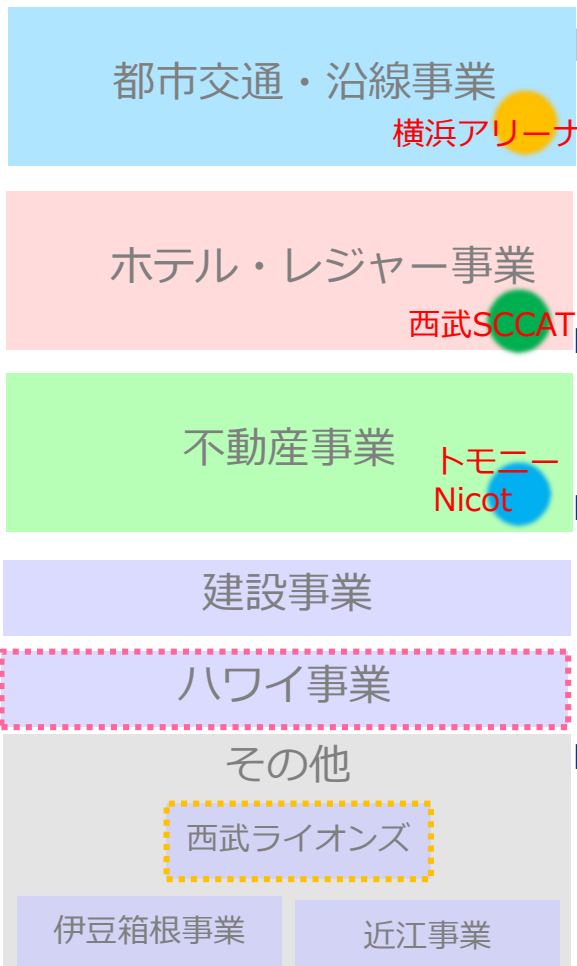 都市交通・沿線事業
横浜アリーナ
ホテル・レジャー事業
西武SCCAT
不動産事業
トモニー
Nicot
建設事業
ハワイ事業
その他
西武ライオンズ
伊豆箱根事業
近江事業